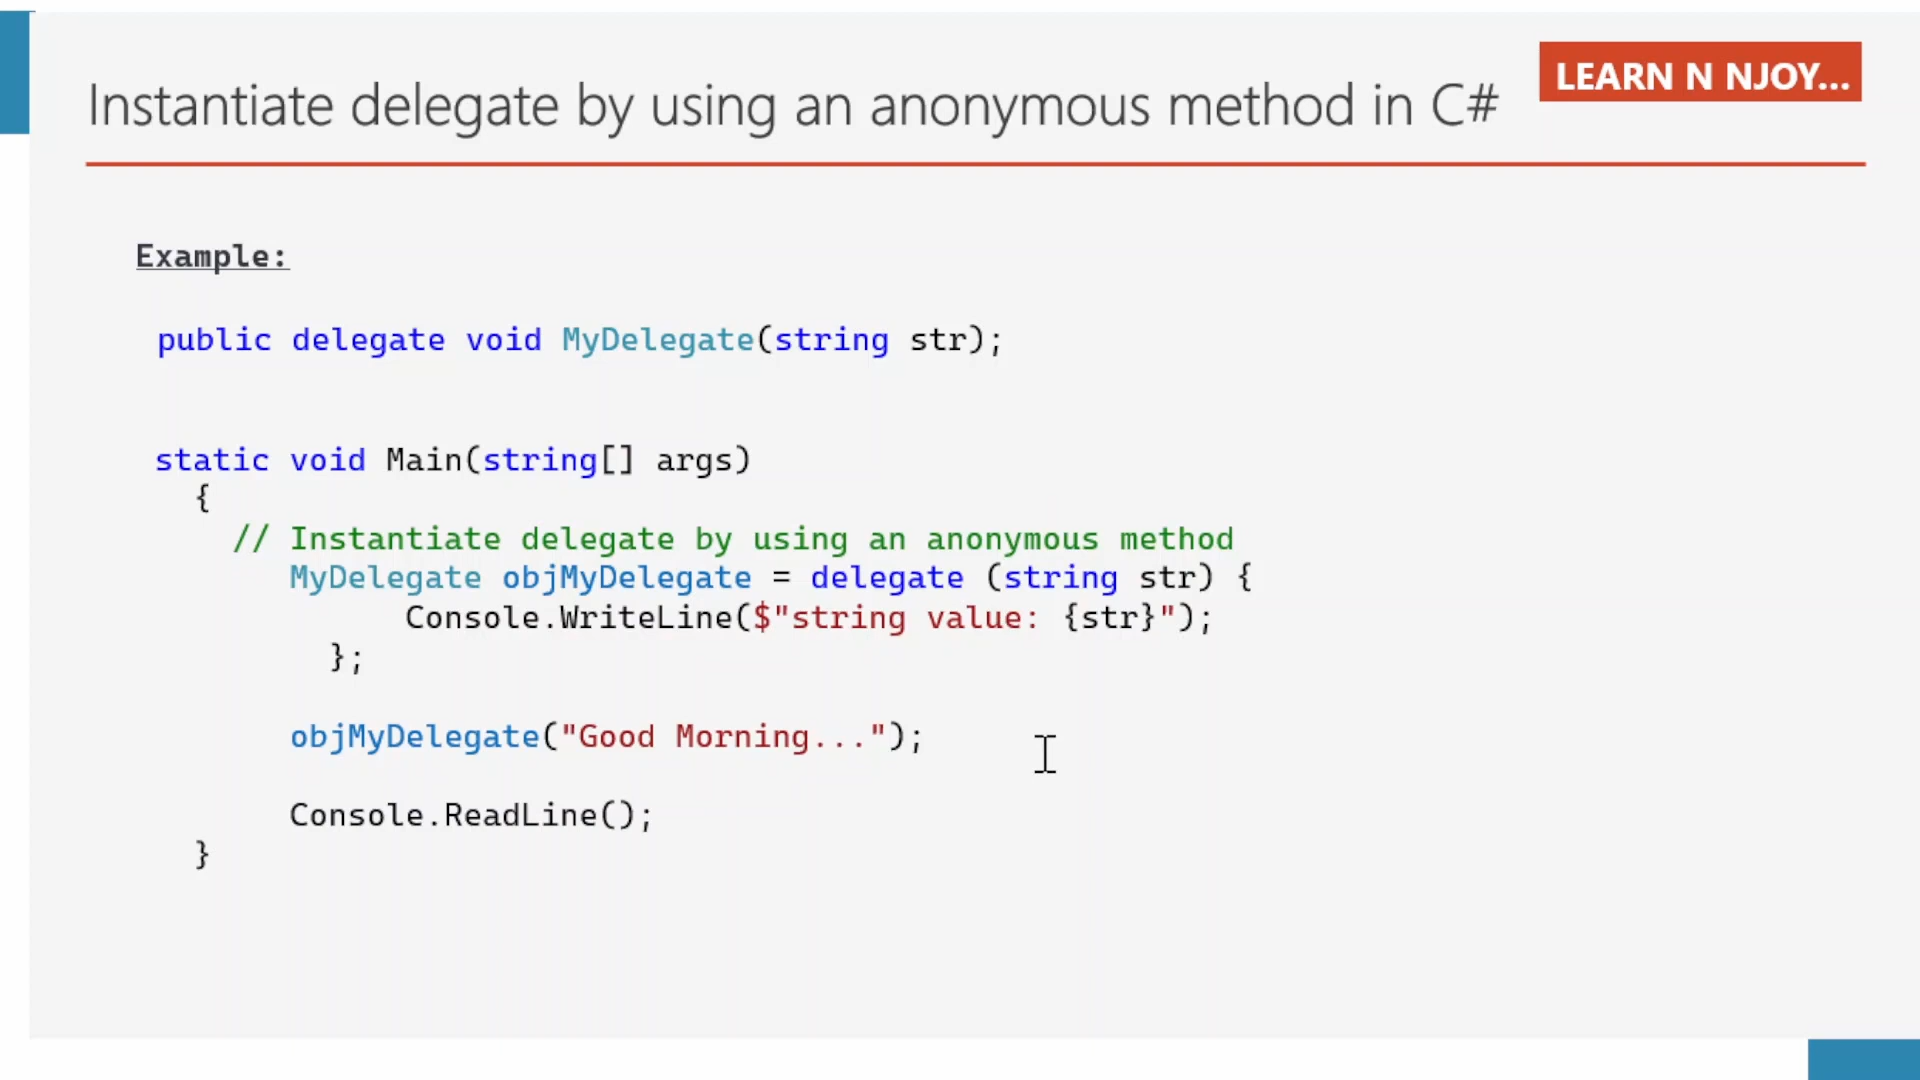 LEARN N NJOY...
Instantiate delegate by using an anonymous method in C#
Example:
public delegate void MyDelegate(string str);
static void Main(string[] args)
{
// Instantiate delegate by using an anonymous method
MyDelegate objMyDelegate = delegate (string str) {
Console.WriteLine($"string value: {str}");
};
objMyDelegate("Good Morning...");
Console.ReadLine();
}